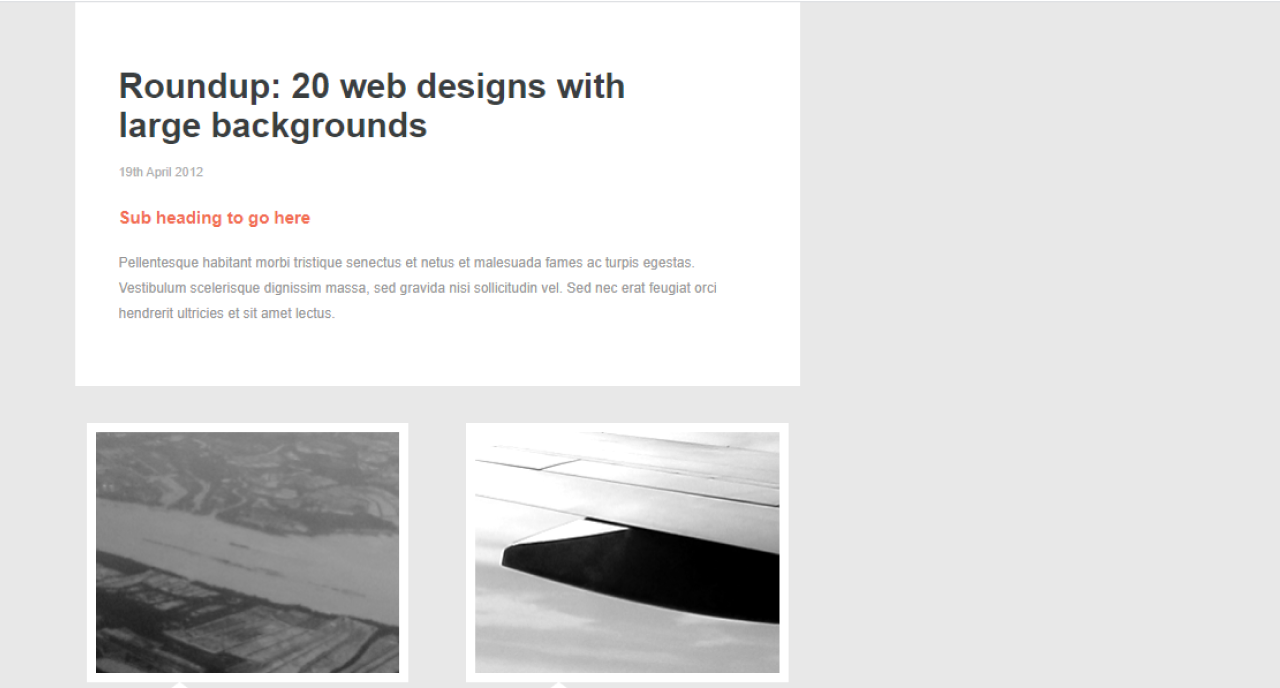 Roundup: 20 web designs with
large backgrounds
19th April 2012
Sub heading to go here
Pellentesque habitant morbi tristique senectus et netus et malesuada fames ac turpis egestas.
Vestibulum scelerisque dignissim massa, sed gravida nisi sollicitudin vel. Sed nec erat feugiat orci
hendrerit ultricies et sit amet lectus.